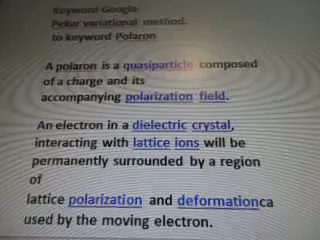 Keyword Google
Pekar variational method.
to keyword Polaron
A polaron is a quasiparticle composed
of a charge and its
accompanying polarization field.
An electron in a dielectric crystal,
interacting with lattice ions will be
permanently surrounded by a region
of
lattice polarization and deformationca
used by the moving electron.